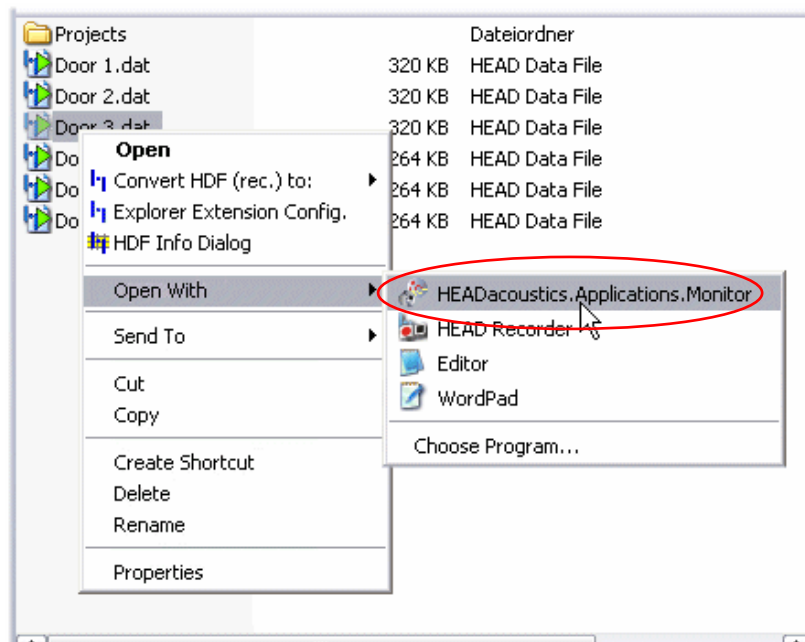 Projects Dateiordner
Door 1.dat 320 KB HEAD Data File
Door 2.dat 320 KB HEAD Data File
Door 3.dat 320 KB HEAD Data File
Do 264 KB HEAD Data File
Do 264 KB HEAD Data File
Do 264 KB HEAD Data File
Open
Convert HDF (rec.) to:
Explorer Extension Config.
HDF Info Dialog
Open With
Send To
Cut
Copy
Create Shortcut
Delete
Rename
Properties
HEADacoustics.Applications.Monitor
HEAD Recorder
Editor
WordPad
Choose Program...